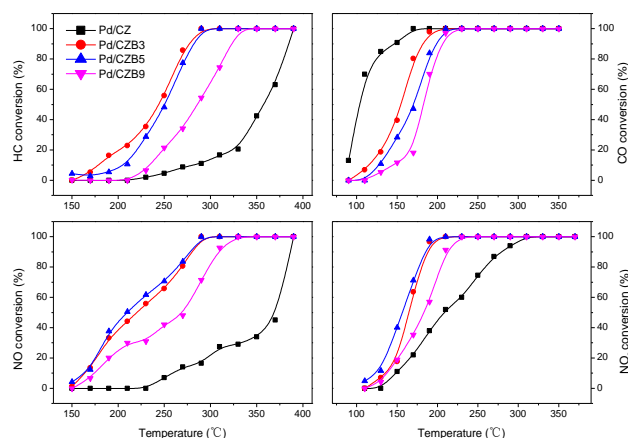 Pd/CZ
Pd/CZB3
Pd/CZB5
Pd/CZB9
HC conversion (%)
100
80
60
40
20
0
150 200 250 300 350 400
CO conversion (%)
100
80
60
40
20
0
100 150 200 250 300 350
NO conversion (%)
100
80
60
40
20
0
150 200 250 300 350 400
Temperature (℃)
NO2 conversion (%)
100
80
60
40
20
0
100 150 200 250 300 350
Temperature (℃)